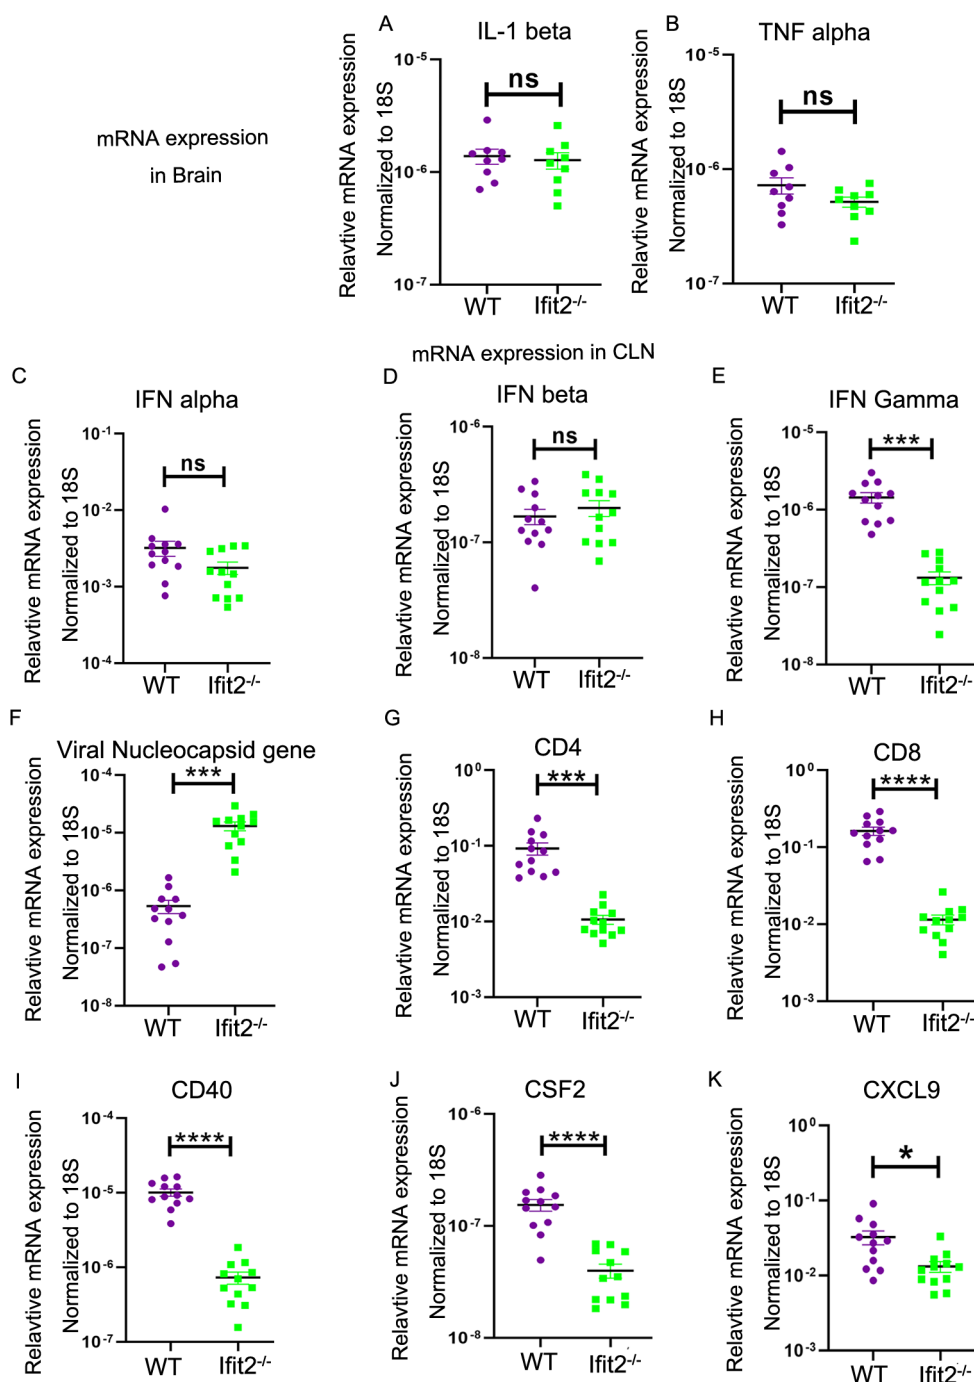 mRNA expression
in Brain
A
IL-1 beta
Relavtive mRNA expression
Normalized to 18S
10-5
10-6
10-7
ns
WT
Ifit2-/-
B
TNF alpha
Relavtive mRNA expression
Normalized to 18S
10-5
10-6
10-7
ns
WT
Ifit2-/-
mRNA expression in CLN
C
IFN alpha
Relavtive mRNA expression
Normalized to 18S
10-1
10-2
10-3
10-4
ns
WT
Ifit2-/-
D
IFN beta
Relavtive mRNA expression
Normalized to 18S
10-6
10-7
10-8
ns
WT
Ifit2-/-
E
IFN Gamma
Relavtive mRNA expression
Normalized to 18S
10-5
10-6
10-7
10-8
***
WT
Ifit2-/-
F
Viral Nucleocapsid gene
Relavtive mRNA expression
Normalized to 18S
10-4
10-5
10-6
10-7
10-8
***
WT
Ifit2-/-
G
CD4
Relavtive mRNA expression
Normalized to 18S
100
10-1
10-2
10-3
***
WT
Ifit2-/-
H
CD8
Relavtive mRNA expression
Normalized to 18S
100
10-1
10-2
10-3
****
WT
Ifit2-/-
I
CD40
Relavtive mRNA expression
Normalized to 18S
10-4
10-5
10-6
10-7
****
WT
Ifit2-/-
J
CSF2
Relavtive mRNA expression
Normalized to 18S
10-6
10-7
10-8
****
WT
Ifit2-/-
K
CXCL9
Relavtive mRNA expression
Normalized to 18S
100
10-1
10-2
10-3
*
WT
Ifit2-/-